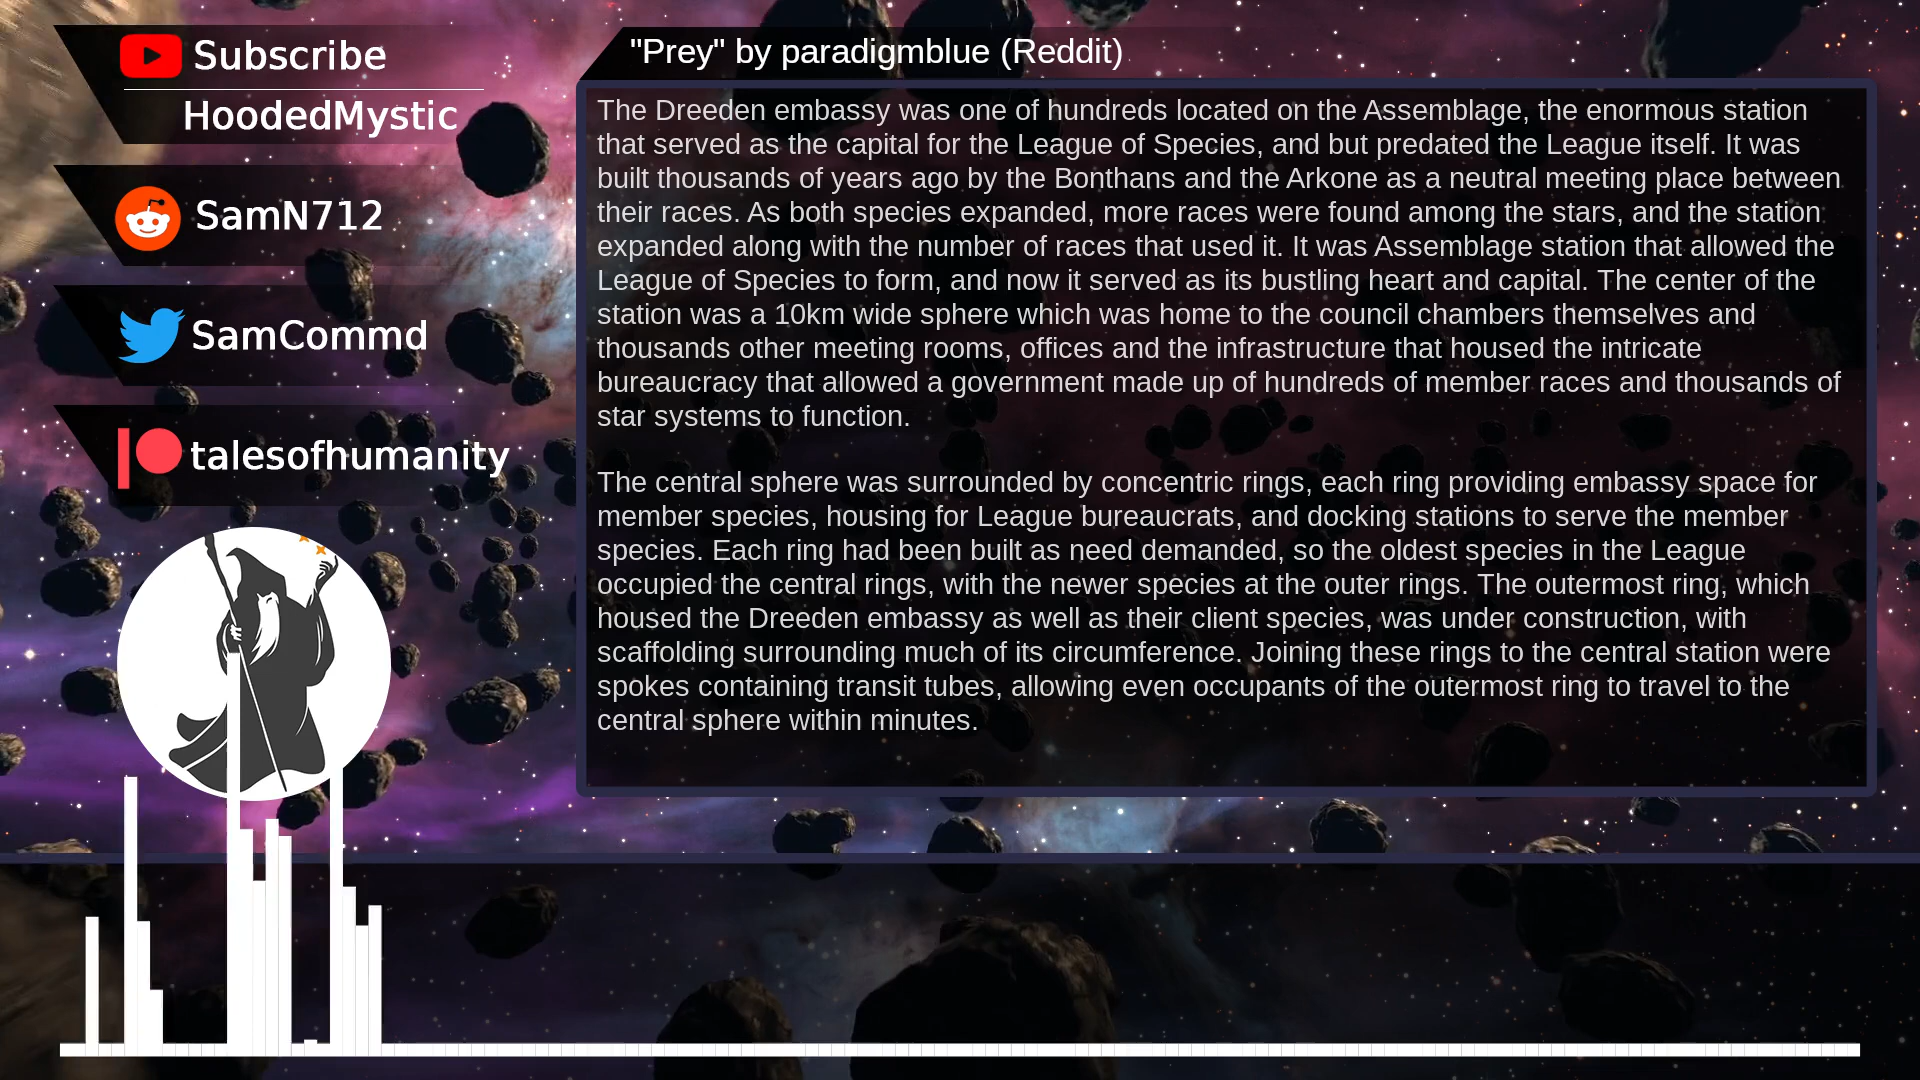 Subscribe
HoodedMystic
SamN712
SamCommd
talesofhumanity
"Prey" by paradigmblue (Reddit)
The Dreeden embassy was one of hundreds located on the Assemblage, the enormous station
that served as the capital for the League of Species, and but predated the League itself. It was
built thousands of years ago by the Bonthans and the Arkone as a neutral meeting place between
their races. As both species expanded, more races were found among the stars, and the station
expanded along with the number of races that used it. It was Assemblage station that allowed the
League of Species to form, and now it served as its bustling heart and capital. The center of the
station was a 10km wide sphere which was home to the council chambers themselves and
thousands other meeting rooms, offices and the infrastructure that housed the intricate
bureaucracy that allowed a government made up of hundreds of member races and thousands of
star systems to function.
The central sphere was surrounded by concentric rings, each ring providing embassy space for
member species, housing for League bureaucrats, and docking stations to serve the member
species. Each ring had been built as need demanded, so the oldest species in the League
occupied the central rings, with the newer species at the outer rings. The outermost ring, which
housed the Dreeden embassy as well as their client species, was under construction, with
scaffolding surrounding much of its circumference. Joining these rings to the central station were
spokes containing transit tubes, allowing even occupants of the outermost ring to travel to the
central sphere within minutes.